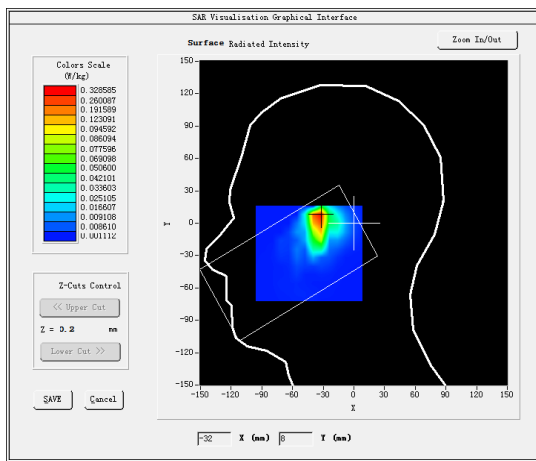 SAR Visualisation Graphical Interface
Surface Radiated Intensity
Zoom In/Out
Colors Scale
(W/kg)
0.328585
0.260087
0.191589
0.123091
0.094592
0.086094
0.077596
0.069098
0.050600
0.042101
0.033603
0.025105
0.016607
0.009108
0.008610
0.001112
150
120
90
60
30
0
-30
-60
-90
-120
-150
Y
-150 -120 -90 -60 -30 0 30 60 90 120 150
X
Z-Cuts Control
<< Upper Cut
Z = 0.2 mm
Lower Cut >>
SAVE Cancel
-32 X (mm) 8 Y (mm)